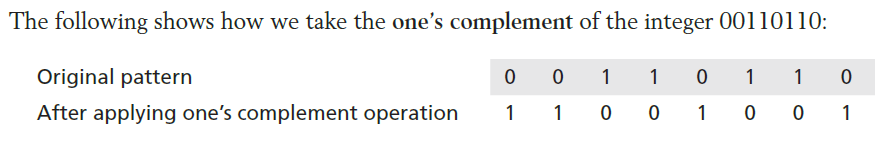 The following shows how we take the one's complement of the integer 00110110:
Original pattern 0 0 1 1 0 1 1 0
After applying one's complement operation 1 1 0 0 1 0 0 1